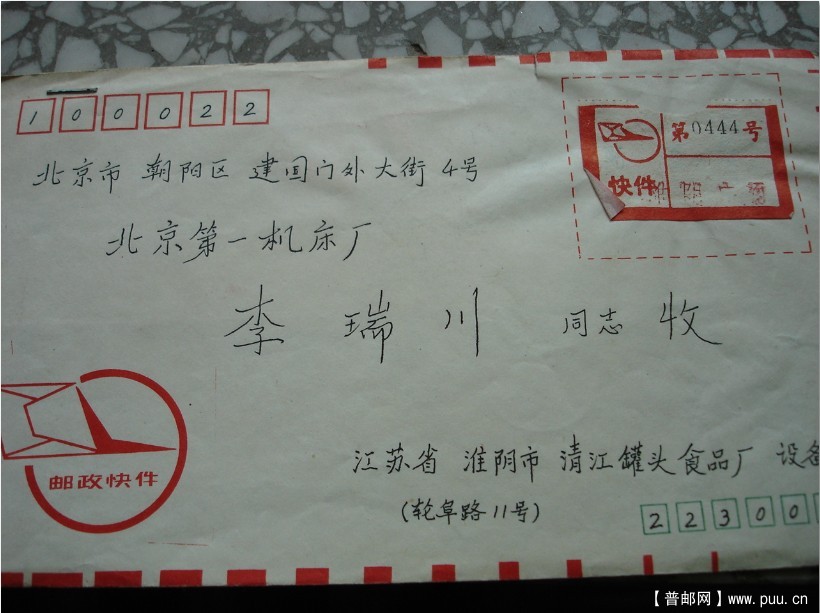 100022
第0444号
快件
北京市 朝阳区 建国门外大街4号
北京第一机床厂
李瑞川 同志 收
邮政快件
江苏省 淮阴市 清江罐头食品厂 设备
(轮阜路11号)
22300
【普邮网】www.puu.cn